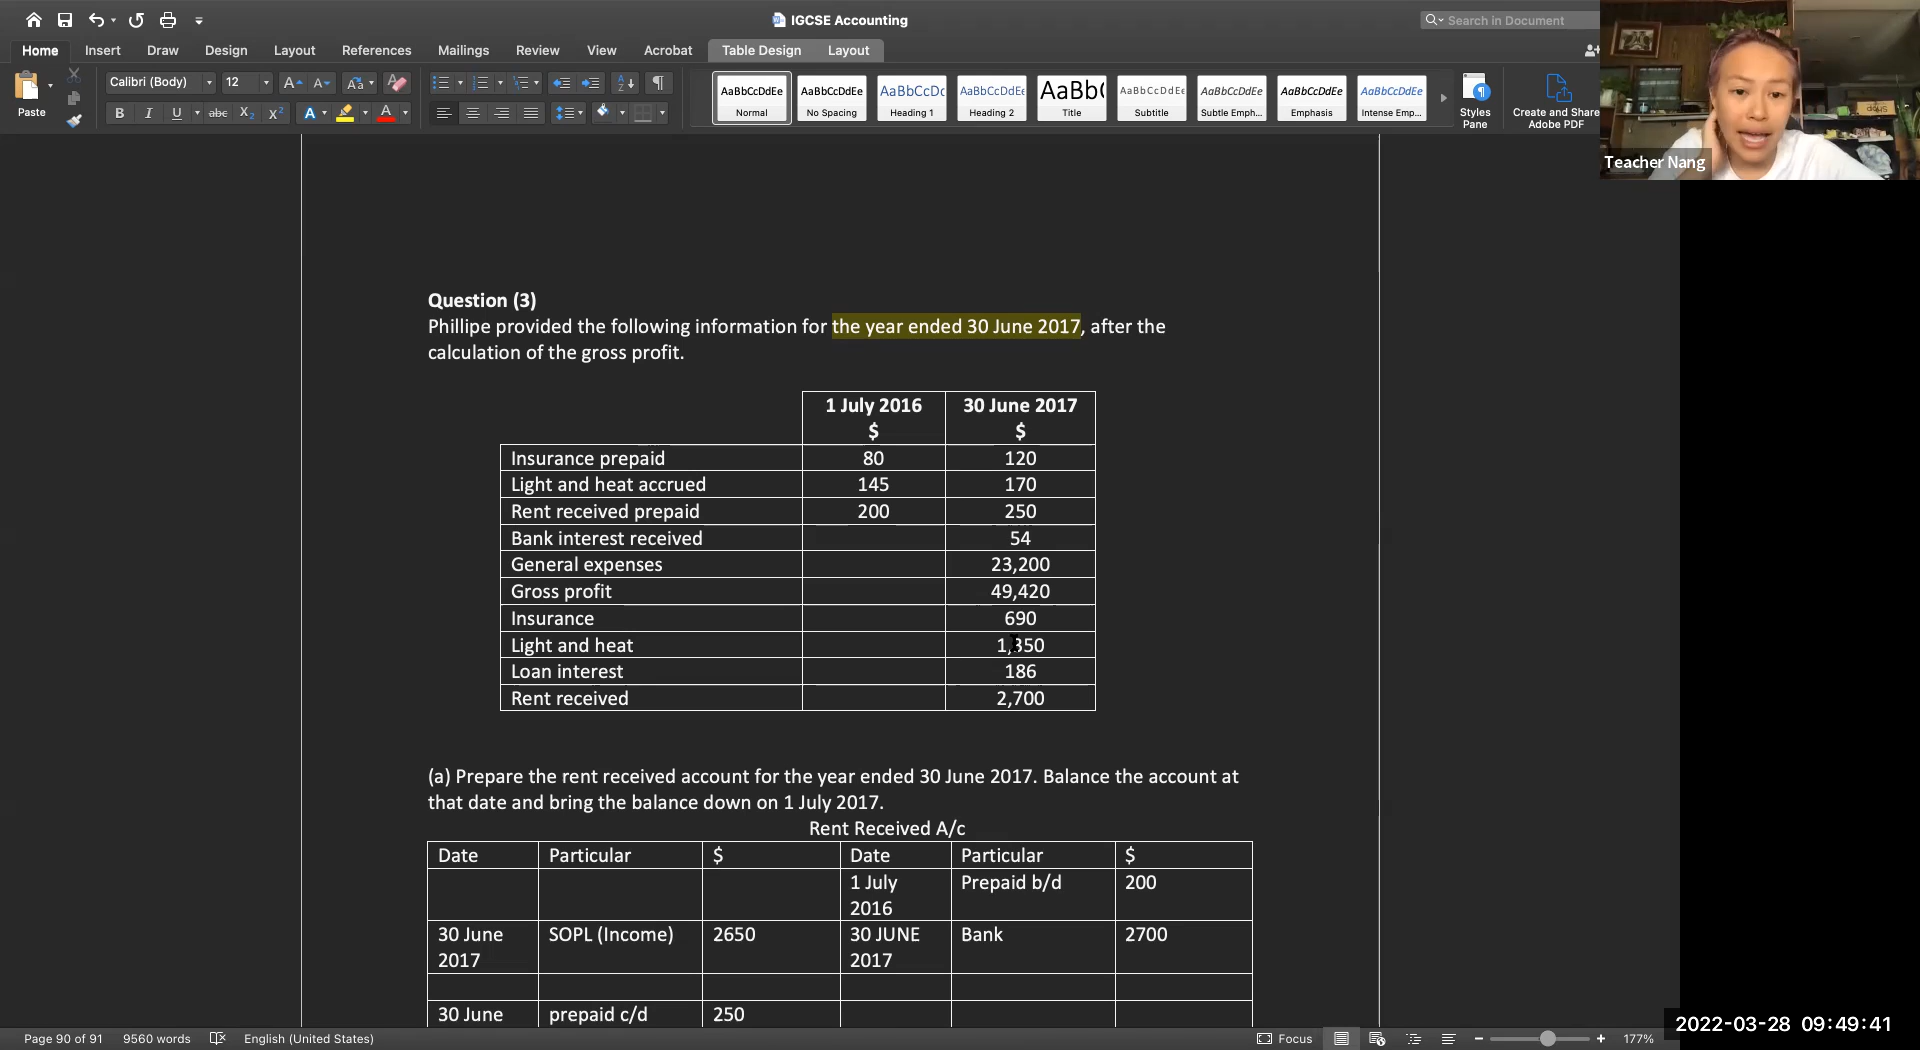 IGCSE Accounting
Search in Document
Home Insert Draw Design Layout References Mailings Review View Acrobat Table Design Layout
Paste
Calibri (Body) 12
AaBbCcDdEe AaBbCcDdEe AaBbCcDc AaBbCcDdEe AaBb( AaBbCcDdEe AaBbCcDdEe AaBbCcDdEe AaBbCcDdEe
Normal No Spacing Heading 1 Heading 2 Title Subtitle Subtle Emph... Emphasis Intense Emp...
Styles
Pane
Create and Share
Adobe PDF
Teacher Nang
Question (3)
Phillipe provided the following information for the year ended 30 June 2017, after the
calculation of the gross profit.
1 July 2016 30 June 2017
$ $
Insurance prepaid 80 120
Light and heat accrued 145 170
Rent received prepaid 200 250
Bank interest received 54
General expenses 23,200
Gross profit 49,420
Insurance 690
Light and heat 1,350
Loan interest 186
Rent received 2,700
(a) Prepare the rent received account for the year ended 30 June 2017. Balance the account at
that date and bring the balance down on 1 July 2017.
Rent Received A/c
Date Particular $ Date Particular $
1 July Prepaid b/d 200
2016
30 June SOPL (Income) 2650 30 JUNE Bank 2700
2017 2017
30 June prepaid c/d 250
Page 90 of 91 9560 words English (United States) Focus 177%
2022-03-28 09:49:41